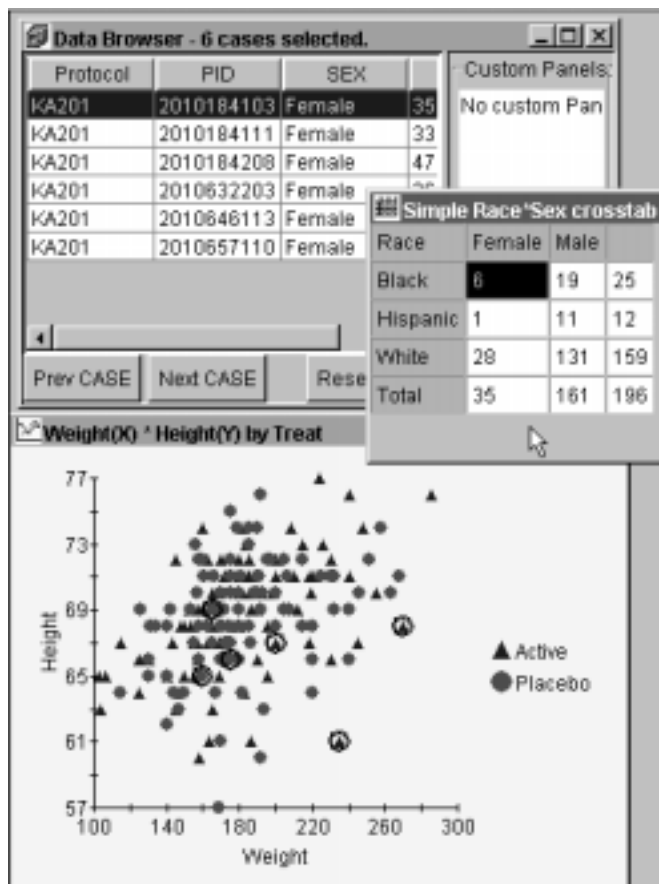 Data Browser - 6 cases selected.
Protocol PID SEX
KA201 2010184103 Female 35
KA201 2010184111 Female 33
KA201 2010184208 Female 47
KA201 2010632203 Female
KA201 2010646113 Female
KA201 2010657110 Female
Custom Panels:
No custom Pan
Prev CASE Next CASE Rese
Simple Race*Sex crosstab
Race Female Male
Black 6 19 25
Hispanic 1 11 12
White 28 131 159
Total 35 161 196
Weight(X) * Height(Y) by Treat
77
73
69
65
61
57
Height
100 140 180 220 260 300
Weight
Active
Placebo